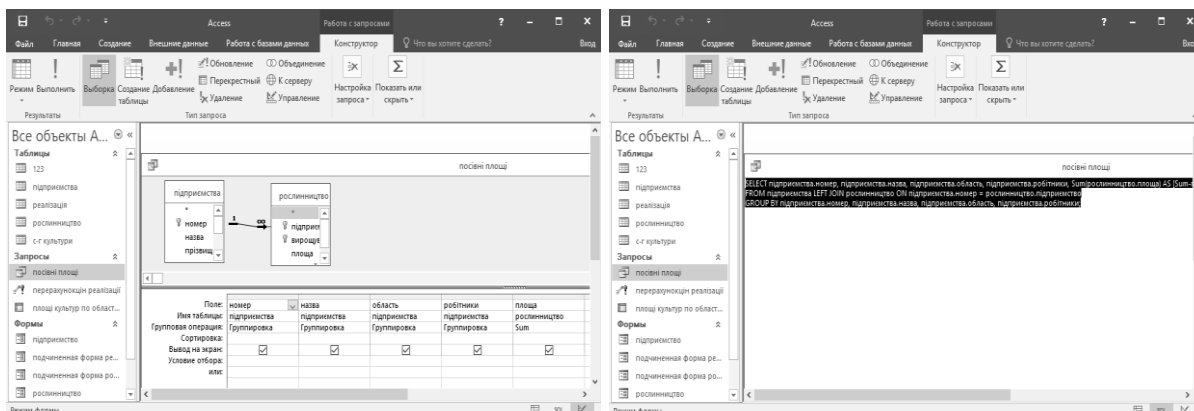 Access
Работа с запросами
Файл Главная Создание Внешние данные Работа с базами данных Конструктор Что вы хотите сделать? Вход
Режим Выполнить Выборка Создание таблицы Добавление
Обновление Объединение
Перекрестный К серверу
Удаление Управление
Настройка запроса Показать или скрыть
Результаты Тип запроса
Все объекты A...
Таблицы
123
підприємства
реалізація
рослинництво
с-г культури
Запросы
посівні площі
перерахунокцін реалізації
площі культур по област...
Формы
підприємство
подчиненная форма ре...
подчиненная форма ро...
рослинництво
Режим формы
посівні площі
підприємства
номер
назва
прізвищ
1 ∞
рослинництво
*
підприєм
вирощув
площа
Поле: номер назва область робітники площа
Имя таблицы: підприємства підприємства підприємства підприємства рослинництво
Групповая операция: Группировка Группировка Группировка Группировка Sum
Сортировка:
Вывод на экран:
Условие отбора:
или:
Access
Работа с запросами
Файл Главная Создание Внешние данные Работа с базами данных Конструктор Что вы хотите сделать? Вхо
Режим Выполнить Выборка Создание таблицы Добавление
Обновление Объединение
Перекрестный К серверу
Удаление Управление
Настройка запроса Показать или скрыть
Результаты Тип запроса
Все объекты A...
Таблицы
123
підприємства
реалізація
рослинництво
с-г культури
Запросы
посівні площі
перерахунокцін реалізації
площі культур по област...
Формы
підприємство
подчиненная форма ре...
подчиненная форма ро...
рослинництво
Режим формы
посівні площі
SELECT підприємства.номер, підприємства.назва, підприємства.область, підприємства.робітники, Sum(рослинництво.площа) AS [Sum-
FROM підприємства LEFT JOIN рослинництво ON підприємства.номер = рослинництво.підприємство
GROUP BY підприємства.номер, підприємства.назва, підприємства.область, підприємства.робітники;